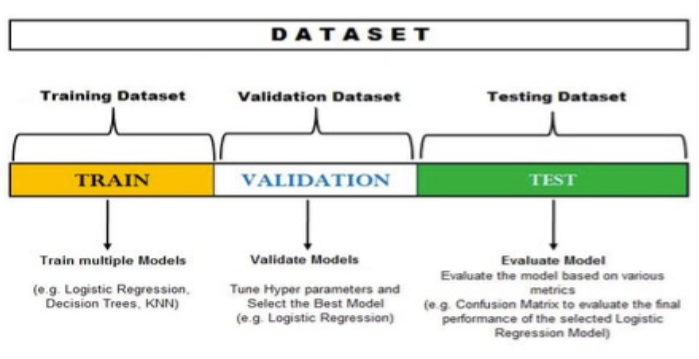 DATASET
Training Dataset
Validation Dataset
Testing Dataset
TRAIN
VALIDATION
TEST
Train multiple Models
(e.g. Logistic Regression,
Decision Trees, KNN)
Validate Models
Tune Hyper parameters and
Select the Best Model
(e.g. Logistic Regression)
Evaluate Model
Evaluate the model based on various
metrics
(e.g. Confusion Matrix to evaluate the final
performance of the selected Logistic
Regression Model)